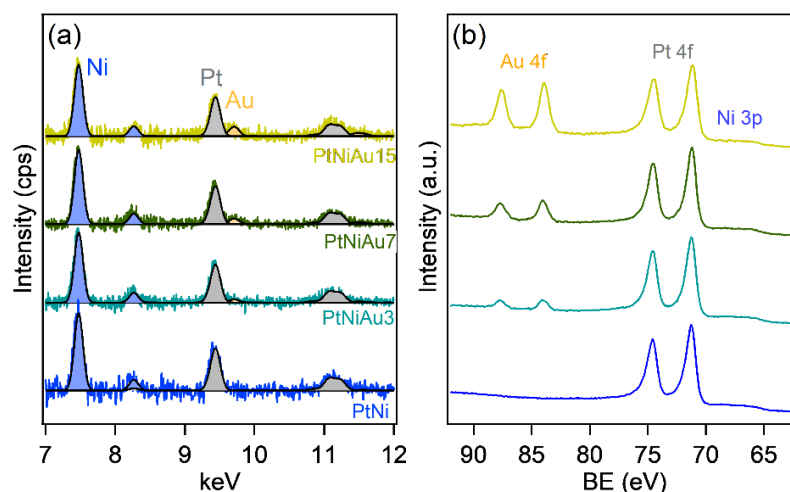 (a)
Ni
Pt
Au
PtNiAu15
PtNiAu7
PtNiAu3
PtNi
Intensity (cps)
7 8 9 10 11 12
keV
(b)
Au 4f
Pt 4f
Ni 3p
Intensity (a.u.)
90 85 80 75 70 65
BE (eV)